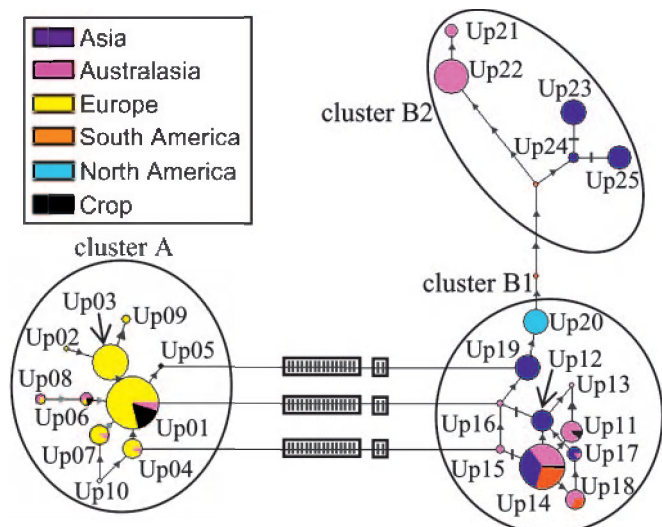 Asia
Australasia
Europe
South America
North America
Crop
cluster A
cluster B2
cluster B1
Up21
Up22
Up23
Up24
Up25
Up03
Up09
Up02
Up05
Up08
Up06
Up01
Up07
Up04
Up10
Up20
Up19
Up12
Up13
Up16
Up11
Up17
Up15
Up14
Up18